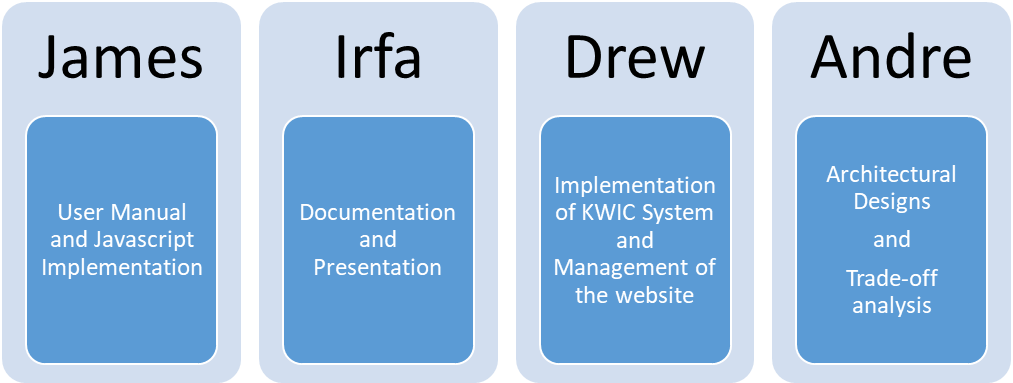 James
User Manual
and Javascript
Implementation
Irfa
Documentation
and
Presentation
Drew
Implementation
of KWIC System
and
Management of
the website
Andre
Architectural
Designs
and
Trade-off
analysis